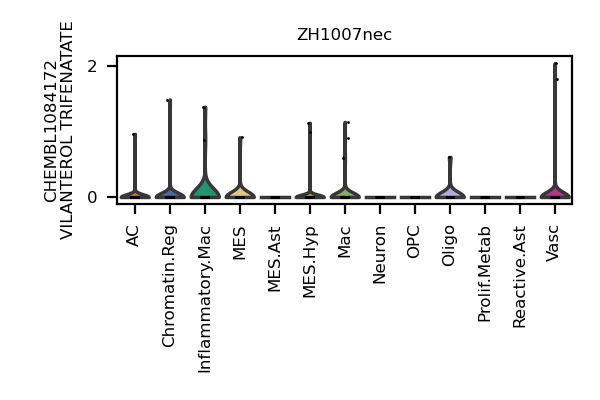 ZH1007nec
CHEMBL1084172
VILANTEROL TRIFENATATE
2
0
AC
Chromatin.Reg
Inflammatory.Mac
MES
MES.Ast
MES.Hyp
Mac
Neuron
OPC
Oligo
Prolif.Metab
Reactive.Ast
Vasc